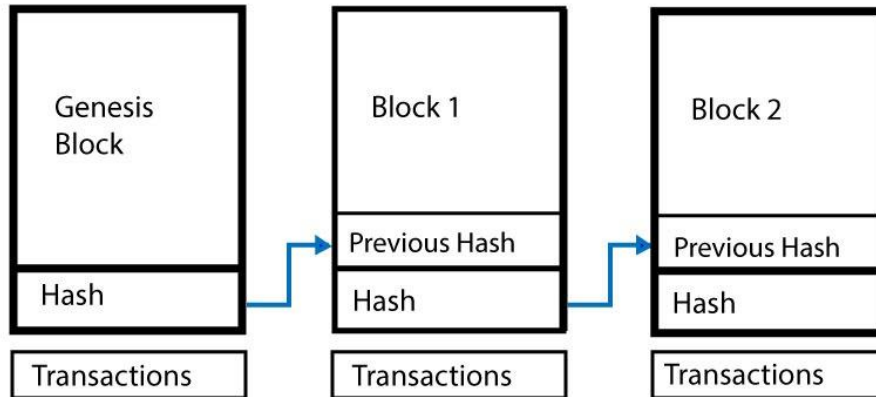 Genesis
Block
Hash
Transactions
Block 1
Previous Hash
Hash
Transactions
Block 2
Previous Hash
Hash
Transactions